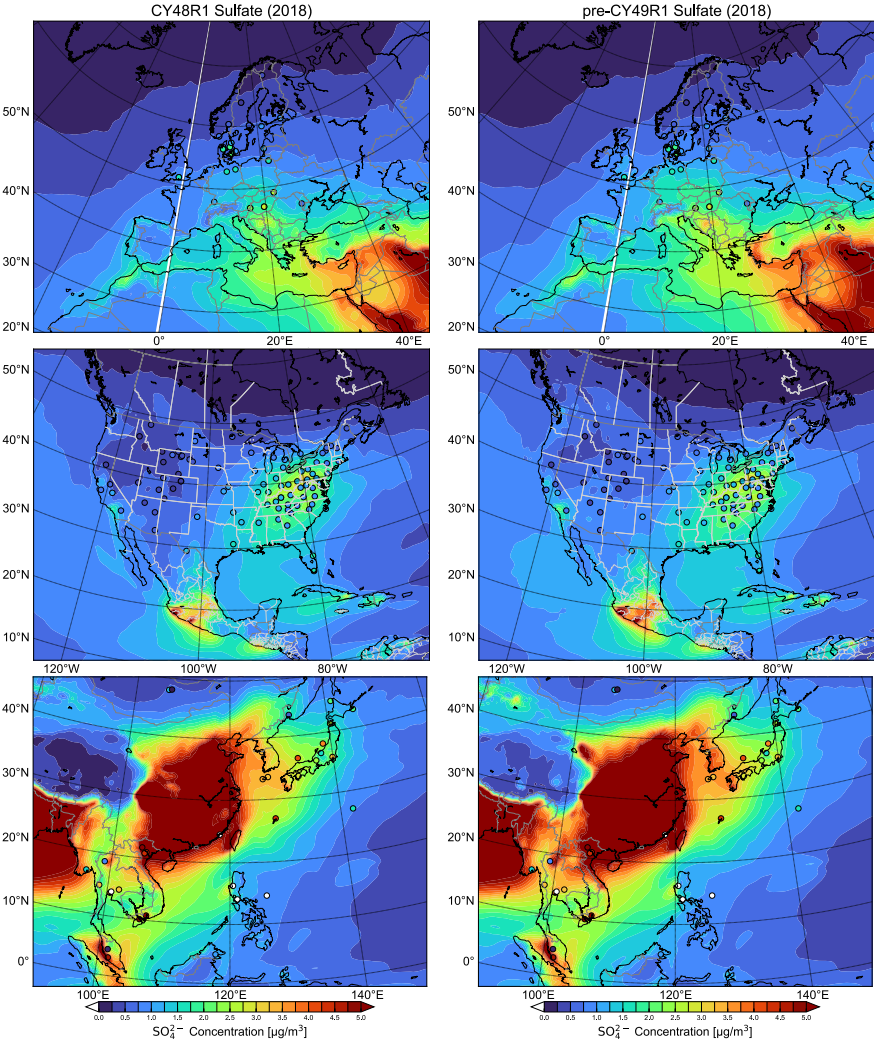 CY48R1 Sulfate (2018) pre-CY49R1 Sulfate (2018)
50°N 50°N
40°N 40°N
30°N 30°N
20°N 20°N
0° 20°E 40°E 0° 20°E 40°E
50°N 50°N
40°N 40°N
30°N 30°N
20°N 20°N
10°N 10°N
120°W 100°W 80°W 120°W 100°W 80°W
40°N 40°N
30°N 30°N
20°N 20°N
10°N 10°N
0° 0°
100°E 120°E 140°E 100°E 120°E 140°E
0.0 0.5 1.0 1.5 2.0 2.5 3.0 3.5 4.0 4.5 5.0 0.0 0.5 1.0 1.5 2.0 2.5 3.0 3.5 4.0 4.5 5.0
SO₄²⁻ Concentration [μg/m³] SO₄²⁻ Concentration [μg/m³]